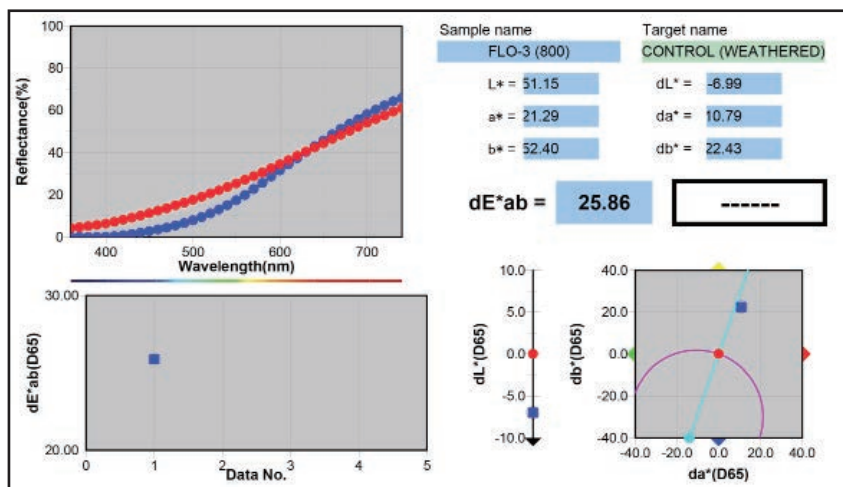 Sample name
Target name
FLO-3 (800)
CONTROL (WEATHERED)
L* = 51.15
dL* = -6.99
a* = 21.29
da* = 10.79
b* = 52.40
db* = 22.43
dE*ab = 25.86
------
Reflectance(%)
100
80
60
40
20
0
400 500 600 700
Wavelength(nm)
dE*ab(D65)
30.00
20.00
0 1 2 3 4 5
Data No.
dL*(D65)
10.0
5.0
0.0
-5.0
-10.0
db*(D65)
40.0
20.0
0.0
-20.0
-40.0
-40.0 -20.0 0.0 20.0 40.0
da*(D65)